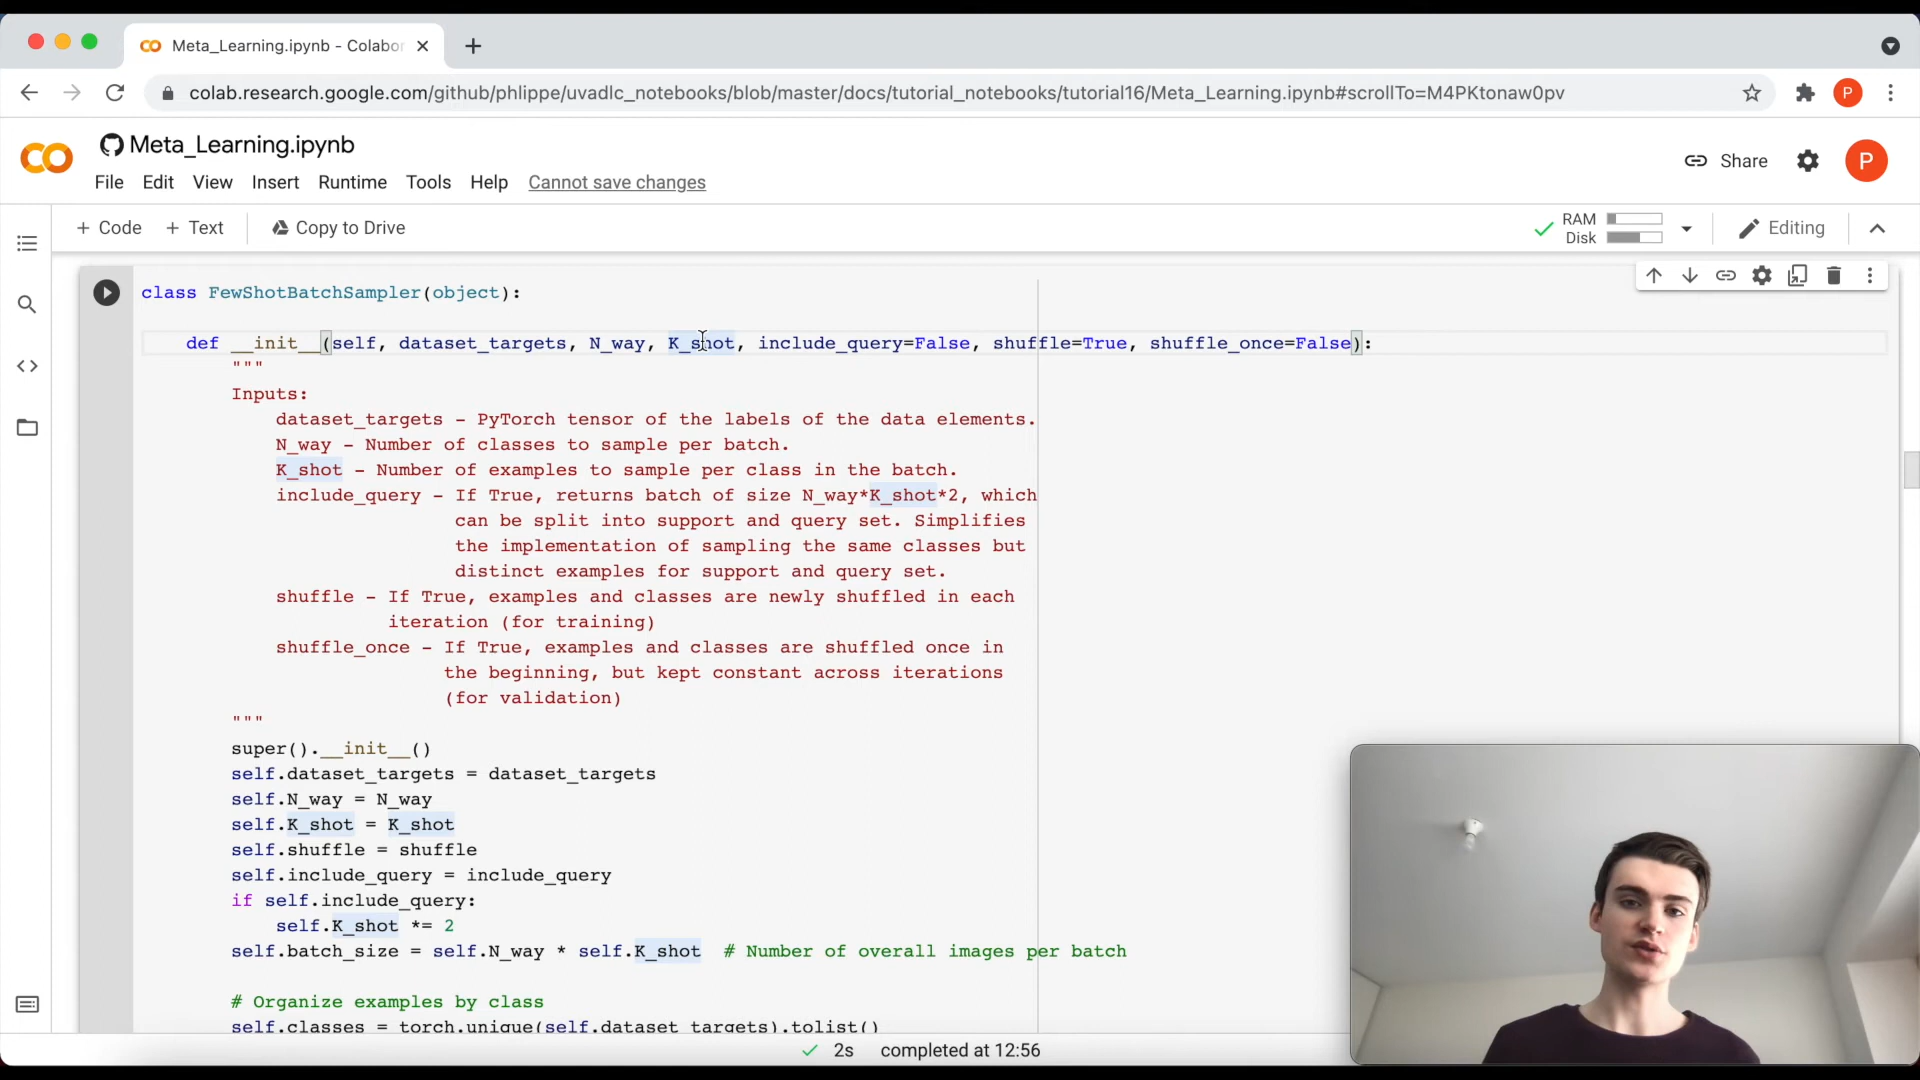 Meta_Learning.ipynb - Colabor
colab.research.google.com/github/phlippe/uvadlc_notebooks/blob/master/docs/tutorial_notebooks/tutorial16/Meta_Learning.ipynb#scrollTo=M4PKtonaw0pv
P
Meta_Learning.ipynb
File Edit View Insert Runtime Tools Help Cannot save changes
Share
P
+ Code + Text Copy to Drive
RAM
Disk
Editing
class FewShotBatchSampler(object):
def __init__(self, dataset_targets, N_way, K_shot, include_query=False, shuffle=True, shuffle_once=False):
"""
Inputs:
dataset_targets - PyTorch tensor of the labels of the data elements.
N_way - Number of classes to sample per batch.
K_shot - Number of examples to sample per class in the batch.
include_query - If True, returns batch of size N_way*K_shot*2, which
can be split into support and query set. Simplifies
the implementation of sampling the same classes but
distinct examples for support and query set.
shuffle - If True, examples and classes are newly shuffled in each
iteration (for training)
shuffle_once - If True, examples and classes are shuffled once in
the beginning, but kept constant across iterations
(for validation)
"""
super().__init__()
self.dataset_targets = dataset_targets
self.N_way = N_way
self.K_shot = K_shot
self.shuffle = shuffle
self.include_query = include_query
if self.include_query:
self.K_shot *= 2
self.batch_size = self.N_way * self.K_shot # Number of overall images per batch
# Organize examples by class
self.classes = torch.unique(self.dataset_targets).tolist()
2s completed at 12:56